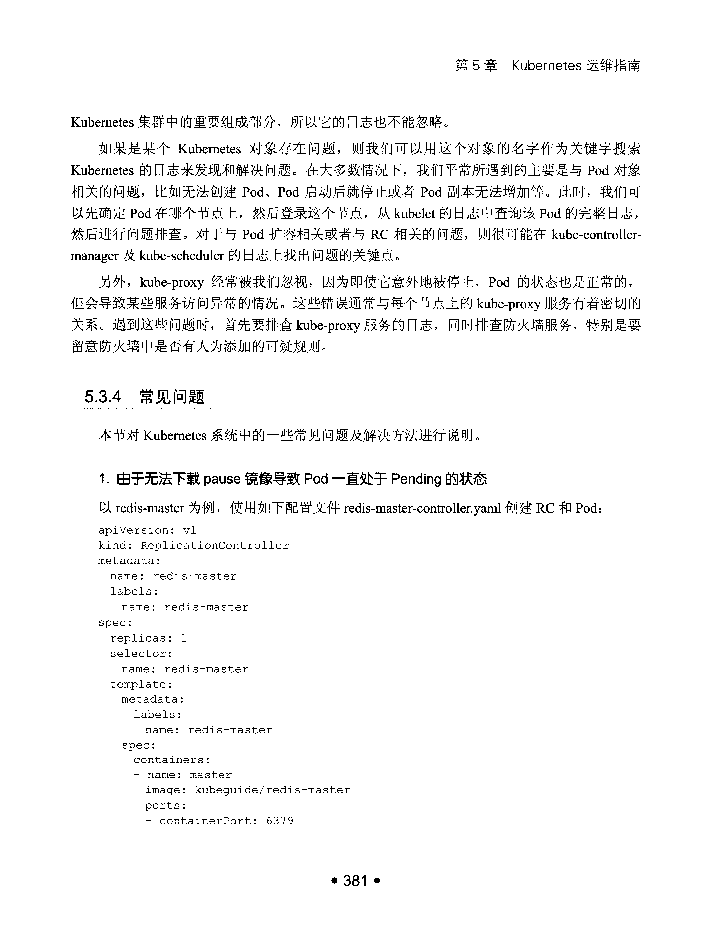 第 5 章　Kubernetes 运维指南
Kubernetes 集群中的重要组成部分，所以它的日志也不能忽略。
如果是某个 Kubernetes 对象存在问题，则我们可以用这个对象的名字作为关键字搜索
Kubernetes 的日志来发现和解决问题。在大多数情况下，我们平常所遇到的主要是与 Pod 对象
相关的问题，比如无法创建 Pod、Pod 启动后就停止或者 Pod 副本无法增加等。此时，我们可
以先确定 Pod 在哪个节点上，然后登录这个节点，从 kubelet 的日志中查询该 Pod 的完整日志，
然后进行问题排查。对于与 Pod 扩容相关或者与 RC 相关的问题，则很可能在 kube-controller-
manager 及 kube-scheduler 的日志上找出问题的关键点。
另外，kube-proxy 经常被我们忽视，因为即使它意外地被停止，Pod 的状态也是正常的，
但会导致某些服务访问异常的情况。这些错误通常与每个节点上的 kube-proxy 服务有着密切的
关系。遇到这些问题时，首先要排查 kube-proxy 服务的日志，同时排查防火墙服务，特别是要
留意防火墙中是否有人为添加的可疑规则。
5.3.4　常见问题
本节对 Kubernetes 系统中的一些常见问题及解决方法进行说明。
1. 由于无法下载 pause 镜像导致 Pod 一直处于 Pending 的状态
以 redis-master 为例，使用如下配置文件 redis-master-controller.yaml 创建 RC 和 Pod：
apiVersion: v1
kind: ReplicationController
metadata:
  name: redis-master
  labels:
    name: redis-master
spec:
  replicas: 1
  selector:
    name: redis-master
  template:
    metadata:
      labels:
        name: redis-master
    spec:
      containers:
      - name: master
        image: kubeguide/redis-master
        ports:
        - containerPort: 6379
• 381 •